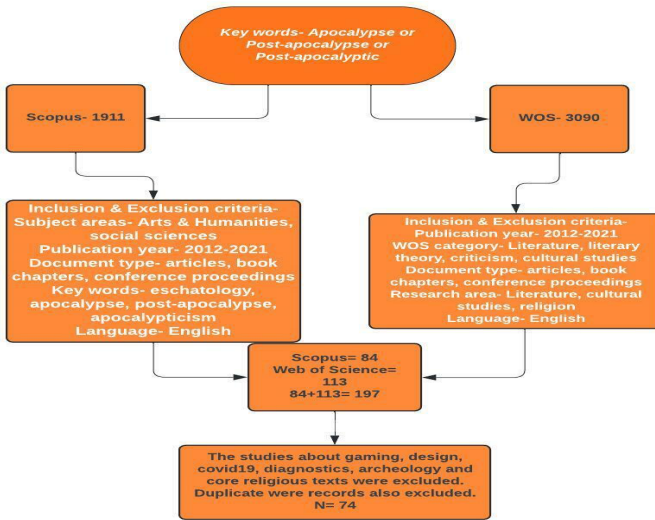 Key words- Apocalypse or
Post-apocalypse or
Post-apocalyptic
Scopus- 1911
WOS- 3090
Inclusion & Exclusion criteria-
Subject areas- Arts & Humanities,
social sciences
Publication year- 2012-2021
Document type- articles, book
chapters, conference proceedings
Key words- eschatology,
apocalypse, post-apocalypse,
apocalypticism
Language- English
Inclusion & Exclusion criteria-
Publication year- 2012-2021
WOS category- Literature, literary
theory, criticism, cultural studies
Document type- articles, book
chapters, conference proceedings
Research area- Literature, cultural
studies, religion
Language- English
Scopus= 84
Web of Science=
113
84+113= 197
The studies about gaming, design,
covid19, diagnostics, archeology and
core religious texts were excluded.
Duplicate were records also excluded.
N= 74